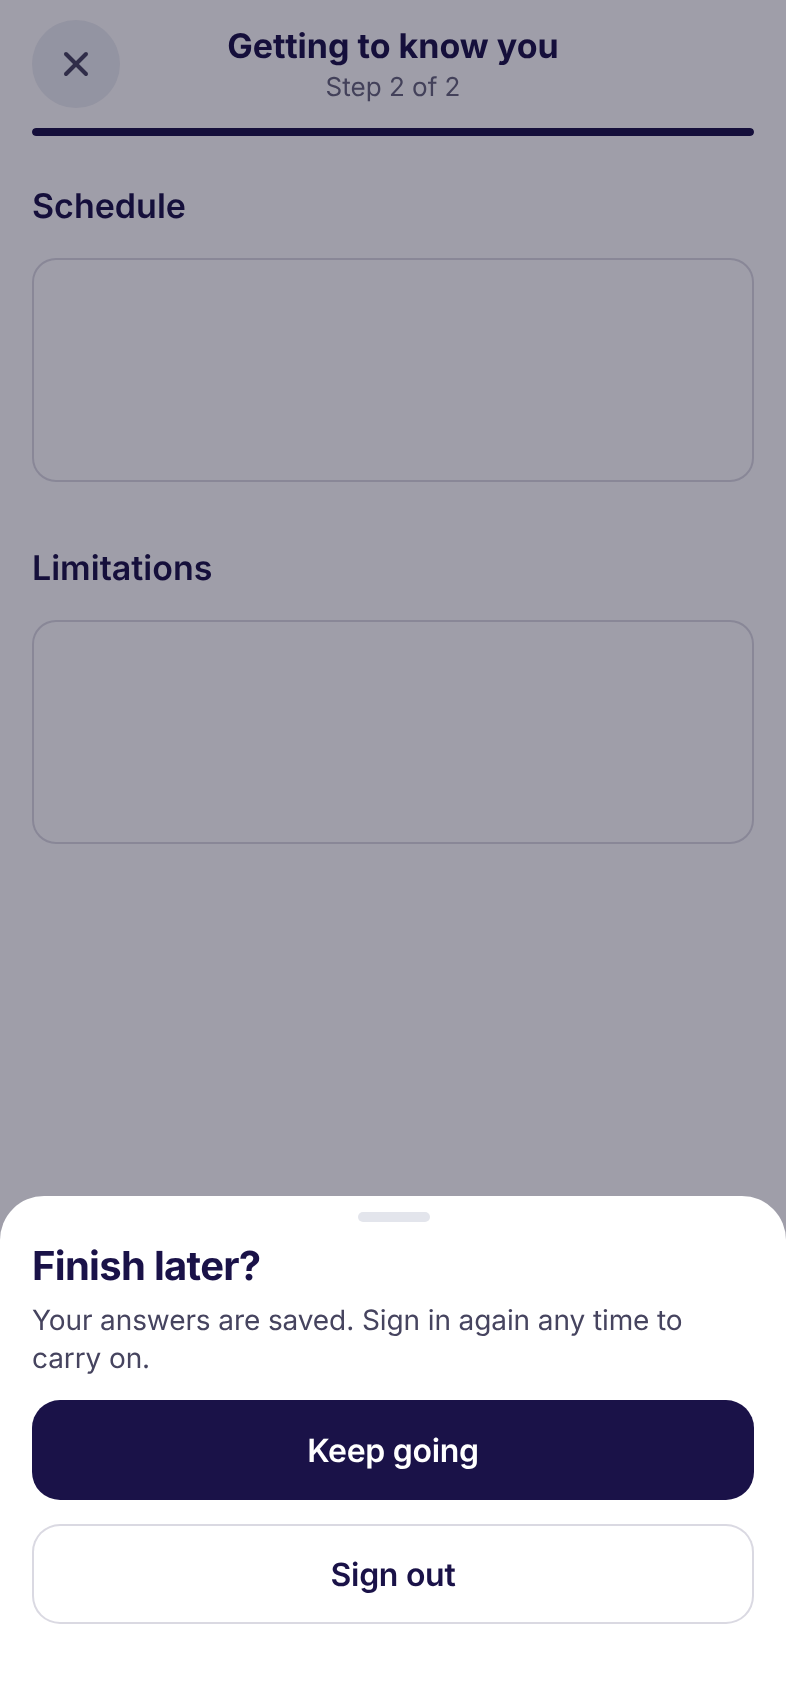 Getting to know you
Step 2 of 2
Schedule
Limitations
Finish later?
Your answers are saved. Sign in again any time to
carry on.
Keep going
Sign out